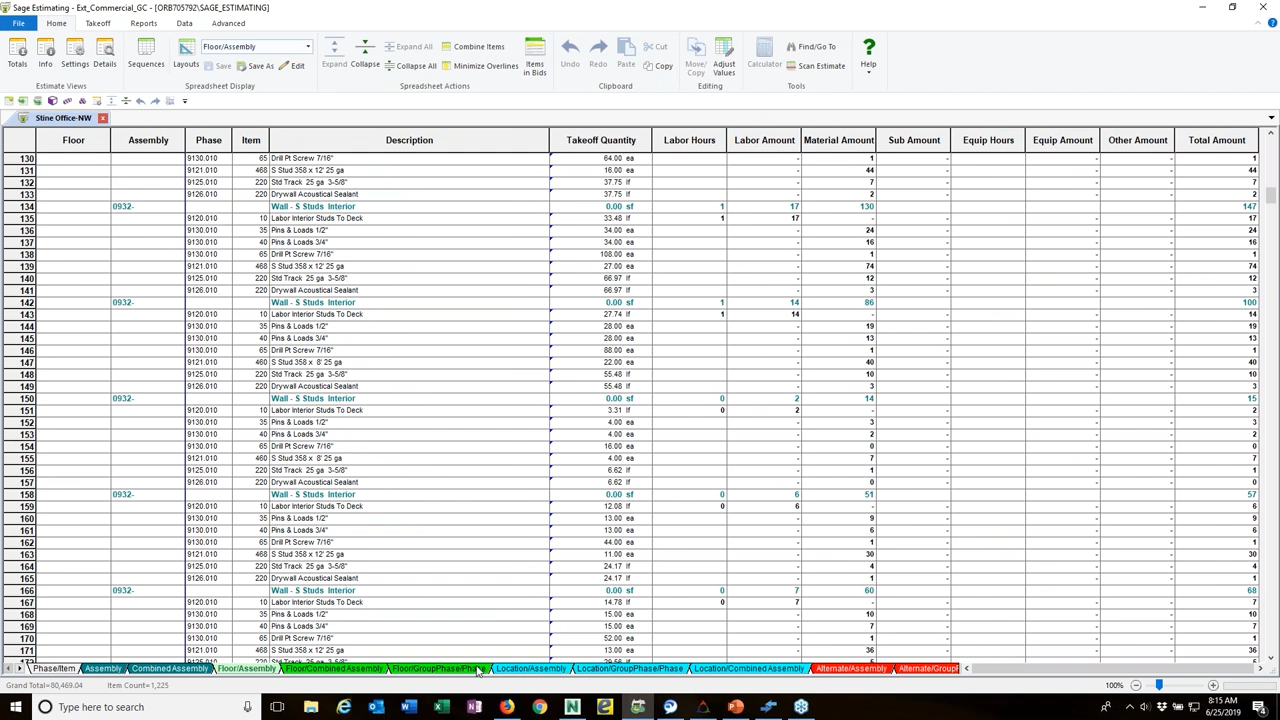 Sage Estimating - Ext_Commercial_GC - [ORB705792\SAGE_ESTIMATING]
File Home Takeoff Reports Data Advanced
Floor/Assembly Expand All Combine Items Cut Find/Go To
Totals Info Settings Details Sequences Layouts Save Save As Edit Expand Collapse Collapse All Minimize Overlines Items in Bids Undo Redo Paste Copy Move/Copy Adjust Values Calculator Scan Estimate Help
Estimate Views Spreadsheet Display Spreadsheet Actions Clipboard Editing Tools
Stine Office-NW
Floor Assembly Phase Item Description Takeoff Quantity Labor Hours Labor Amount Material Amount Sub Amount Equip Hours Equip Amount Other Amount Total Amount
130 9130.010 65 Drill Pt Screw 7/16" 64.00 ea - 1 - - - - 1
131 9121.010 468 S Stud 358 x 12' 25 ga 16.00 ea - 44 - - - - 44
132 9125.010 220 Std Track 25 ga 3-5/8" 37.75 lf - 7 - - - - 7
133 9126.010 220 Drywall Acoustical Sealant 37.75 lf - 2 - - - - 2
134 0932- Wall - S Studs Interior 0.00 sf 1 17 130 147
135 9120.010 10 Labor Interior Studs To Deck 33.48 lf 1 17 - - - - - 17
136 9130.010 35 Pins & Loads 1/2" 34.00 ea - 24 - - - - 24
137 9130.010 40 Pins & Loads 3/4" 34.00 ea - 16 - - - - 16
138 9130.010 65 Drill Pt Screw 7/16" 108.00 ea - 1 - - - - 1
139 9121.010 468 S Stud 358 x 12' 25 ga 27.00 ea - 74 - - - - 74
140 9125.010 220 Std Track 25 ga 3-5/8" 66.97 lf - 12 - - - - 12
141 9126.010 220 Drywall Acoustical Sealant 66.97 lf - 3 - - - - 3
142 0932- Wall - S Studs Interior 0.00 sf 1 14 86 100
143 9120.010 10 Labor Interior Studs To Deck 27.74 lf 1 14 - - - - - 14
144 9130.010 35 Pins & Loads 1/2" 28.00 ea - 19 - - - - 19
145 9130.010 40 Pins & Loads 3/4" 28.00 ea - 13 - - - - 13
146 9130.010 65 Drill Pt Screw 7/16" 88.00 ea - 1 - - - - 1
147 9121.010 460 S Stud 358 x 8' 25 ga 22.00 ea - 40 - - - - 40
148 9125.010 220 Std Track 25 ga 3-5/8" 55.48 lf - 10 - - - - 10
149 9126.010 220 Drywall Acoustical Sealant 55.48 lf - 3 - - - - 3
150 0932- Wall - S Studs Interior 0.00 sf 0 2 14 15
151 9120.010 10 Labor Interior Studs To Deck 3.31 lf 0 2 - - - - - 2
152 9130.010 35 Pins & Loads 1/2" 4.00 ea - 3 - - - - 3
153 9130.010 40 Pins & Loads 3/4" 4.00 ea - 2 - - - - 2
154 9130.010 65 Drill Pt Screw 7/16" 16.00 ea - 0 - - - - 0
155 9121.010 460 S Stud 358 x 8' 25 ga 4.00 ea - 7 - - - - 7
156 9125.010 220 Std Track 25 ga 3-5/8" 6.62 lf - 1 - - - - 1
157 9126.010 220 Drywall Acoustical Sealant 6.62 lf - 0 - - - - 0
158 0932- Wall - S Studs Interior 0.00 sf 0 6 51 57
159 9120.010 10 Labor Interior Studs To Deck 12.08 lf 0 6 - - - - - 6
160 9130.010 35 Pins & Loads 1/2" 13.00 ea - 9 - - - - 9
161 9130.010 40 Pins & Loads 3/4" 13.00 ea - 6 - - - - 6
162 9130.010 65 Drill Pt Screw 7/16" 44.00 ea - 1 - - - - 1
163 9121.010 468 S Stud 358 x 12' 25 ga 11.00 ea - 30 - - - - 30
164 9125.010 220 Std Track 25 ga 3-5/8" 24.17 lf - 4 - - - - 4
165 9126.010 220 Drywall Acoustical Sealant 24.17 lf - 1 - - - - 1
166 0932- Wall - S Studs Interior 0.00 sf 0 7 60 68
167 9120.010 10 Labor Interior Studs To Deck 14.78 lf 0 7 - - - - - 7
168 9130.010 35 Pins & Loads 1/2" 15.00 ea - 10 - - - - 10
169 9130.010 40 Pins & Loads 3/4" 15.00 ea - 7 - - - - 7
170 9130.010 65 Drill Pt Screw 7/16" 52.00 ea - 1 - - - - 1
171 9121.010 468 S Stud 358 x 12' 25 ga 13.00 ea - 36 - - - - 36
Phase/Item Assembly Combined Assembly Floor/Assembly Floor/Combined Assembly Floor/GroupPhase/Phase Location/Assembly Location/GroupPhase/Phase Location/Combined Assembly Alternate/Assembly Alternate/GroupP
Grand Total=80,469.04 Item Count=1,225 100%
Type here to search
8:15 AM
6/25/2019